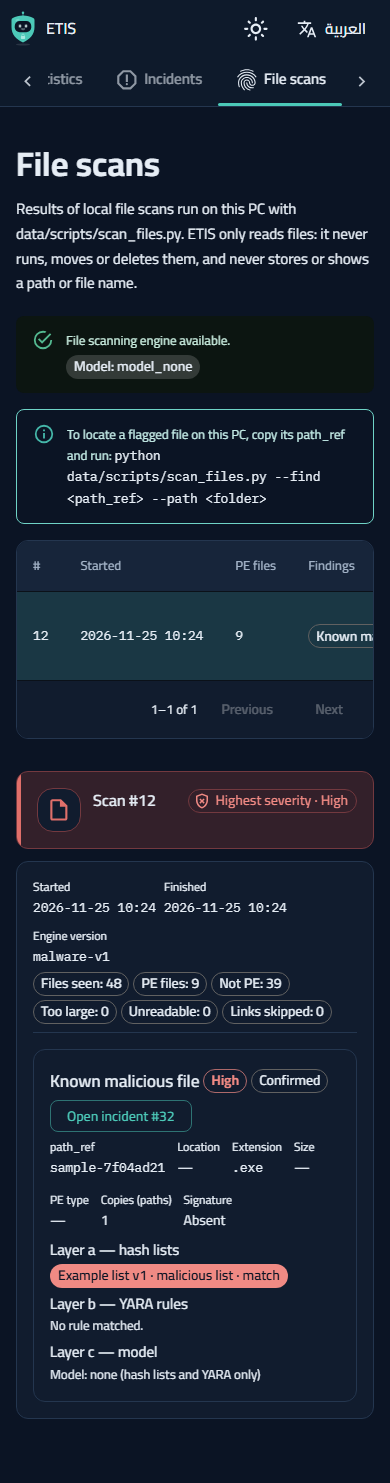 ETIS
العربية
tistics
Incidents
File scans
File scans
Results of local file scans run on this PC with
data/scripts/scan_files.py. ETIS only reads files: it never
runs, moves or deletes them, and never stores or shows
a path or file name.
File scanning engine available.
Model: model_none
To locate a flagged file on this PC, copy its path_ref
and run: python
data/scripts/scan_files.py --find
<path_ref> --path <folder>
# Started PE files Findings
12 2026-11-25 10:24 9 Known ma
1–1 of 1 Previous Next
Scan #12
Highest severity · High
Started Finished
2026-11-25 10:24 2026-11-25 10:24
Engine version
malware-v1
Files seen: 48 PE files: 9 Not PE: 39
Too large: 0 Unreadable: 0 Links skipped: 0
Known malicious file High Confirmed
Open incident #32
path_ref Location Extension Size
sample-7f04ad21 — .exe —
PE type Copies (paths) Signature
— 1 Absent
Layer a — hash lists
Example list v1 · malicious list · match
Layer b — YARA rules
No rule matched.
Layer c — model
Model: none (hash lists and YARA only)